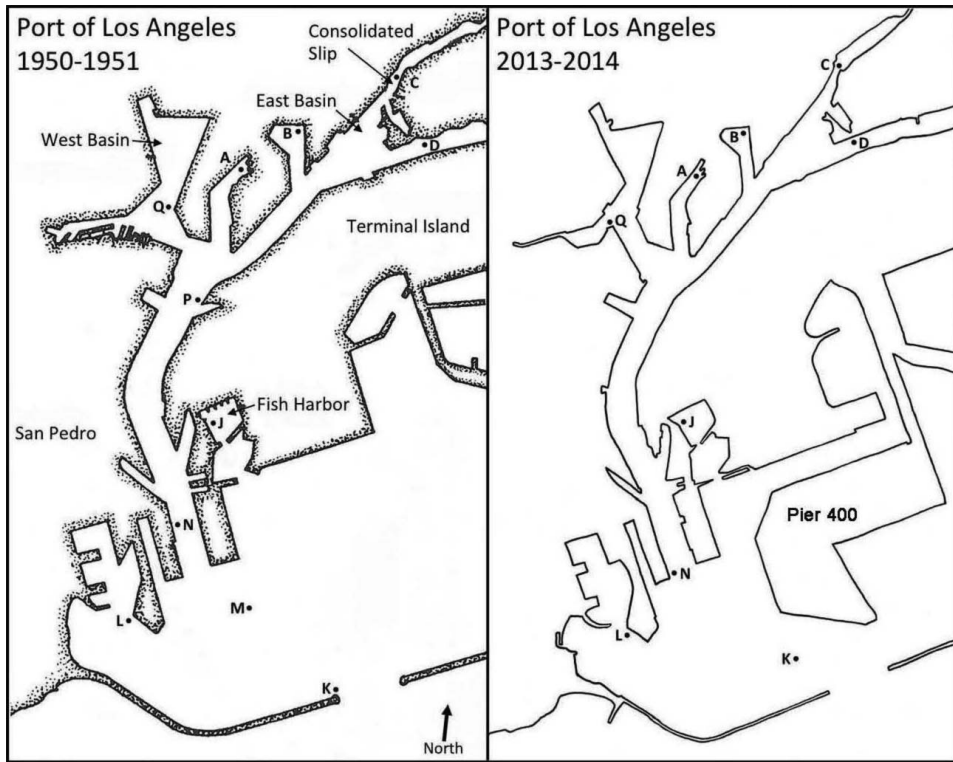 Port of Los Angeles
1950-1951
Consolidated
Slip
C
East Basin
B
West Basin
D
A
Q
Terminal Island
P
Fish Harbor
J
San Pedro
N
M
L
K
North
Port of Los Angeles
2013-2014
C
B
D
A
Q
J
Pier 400
N
L
K